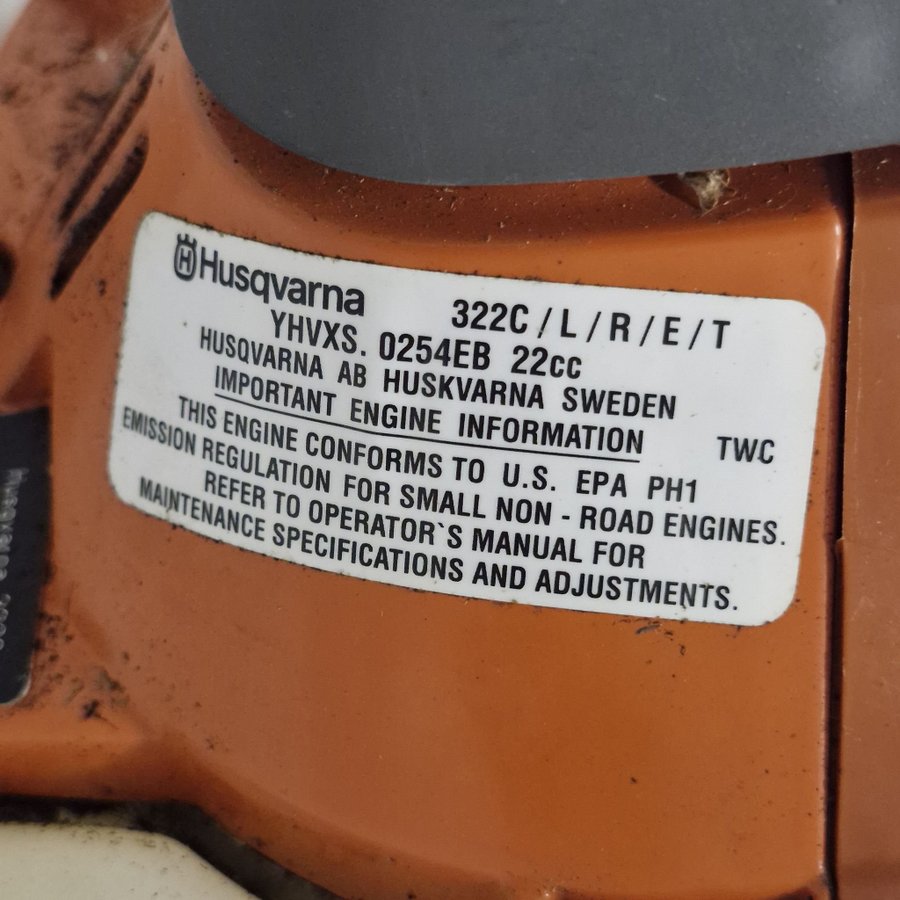 Husqvarna 322C / L / R / E / T
YHVXS. 0254EB 22cc
HUSQVARNA AB HUSKVARNA SWEDEN
IMPORTANT ENGINE INFORMATION TWC
THIS ENGINE CONFORMS TO U.S. EPA PH1
EMISSION REGULATION FOR SMALL NON - ROAD ENGINES.
REFER TO OPERATOR`S MANUAL FOR
MAINTENANCE SPECIFICATIONS AND ADJUSTMENTS.